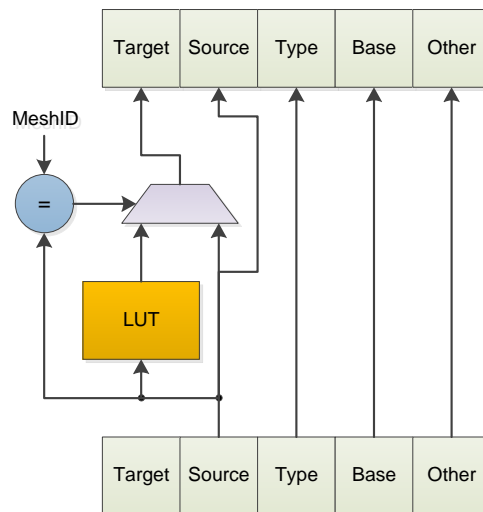 Target Source Type Base Other
MeshID
=
LUT
Target Source Type Base Other